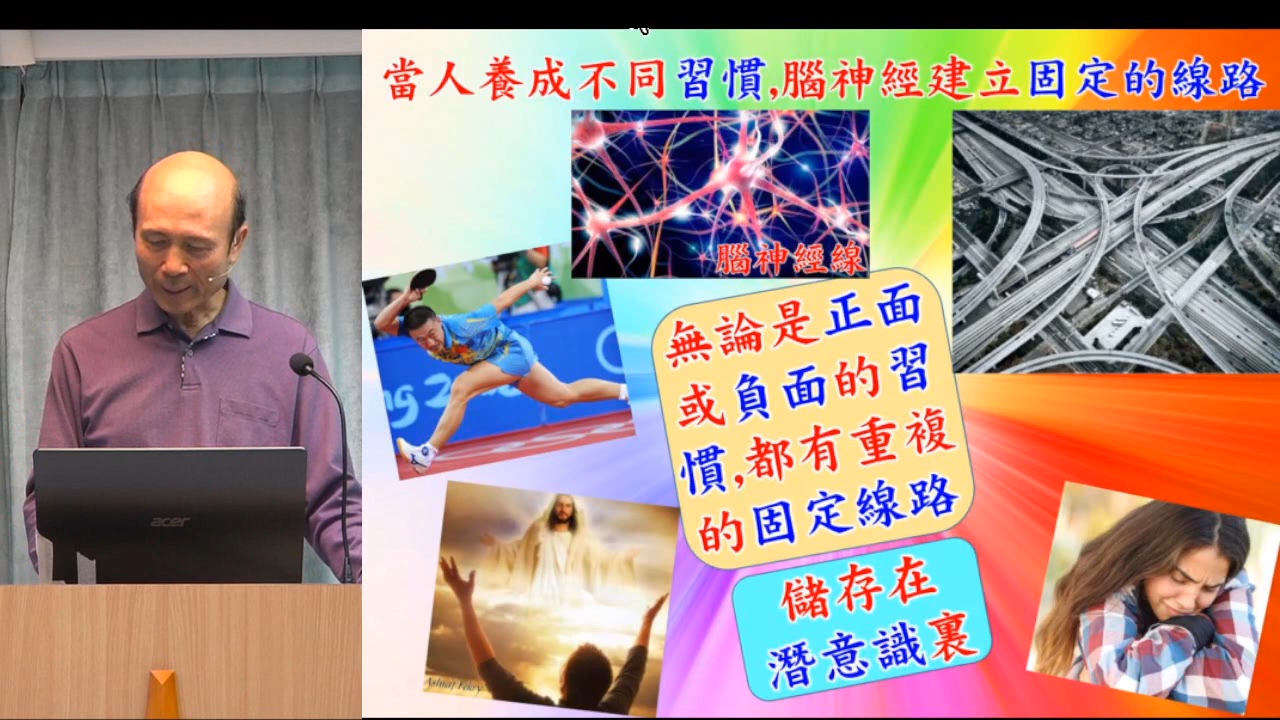 當人養成不同習慣,腦神經建立固定的線路
腦神經線
無論是正面
或負面的習
慣,都有重複
的固定線路
儲存在
潛意識裏
acer
Ashraf Fekry